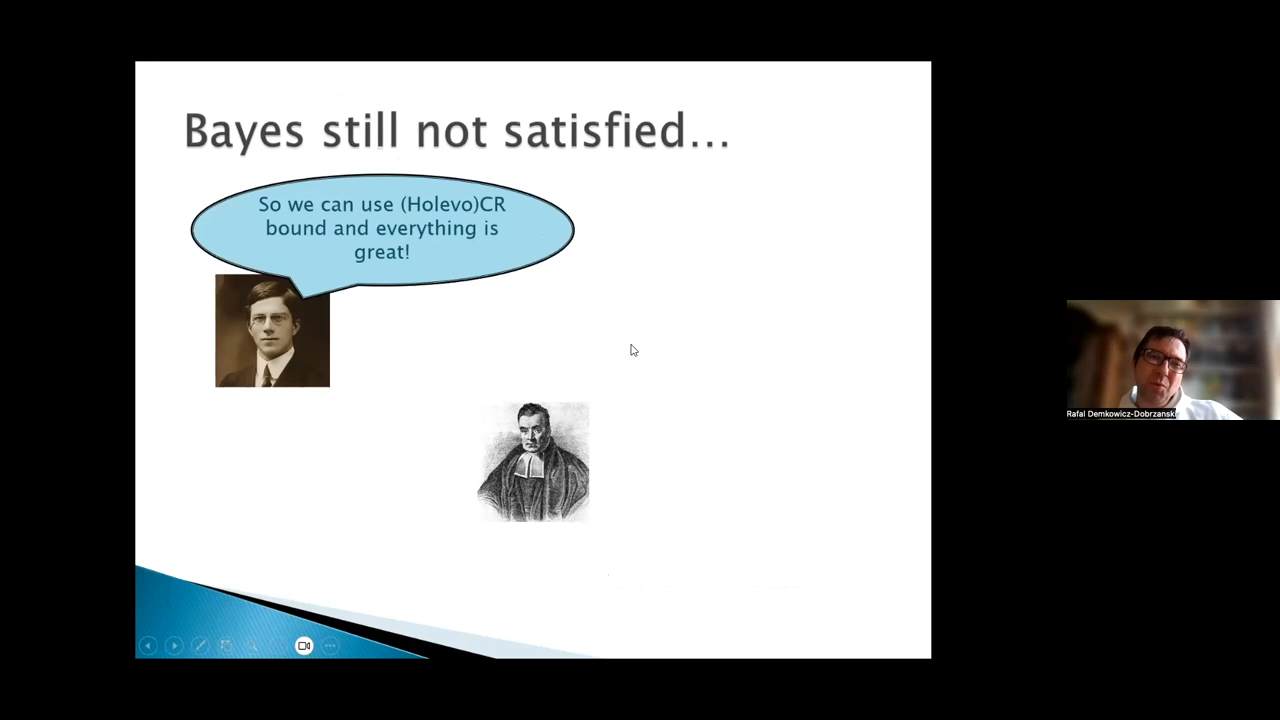 Bayes still not satisfied...
So we can use (Holevo)CR
bound and everything is
great!
Rafal Demkowicz-Dobrzanski